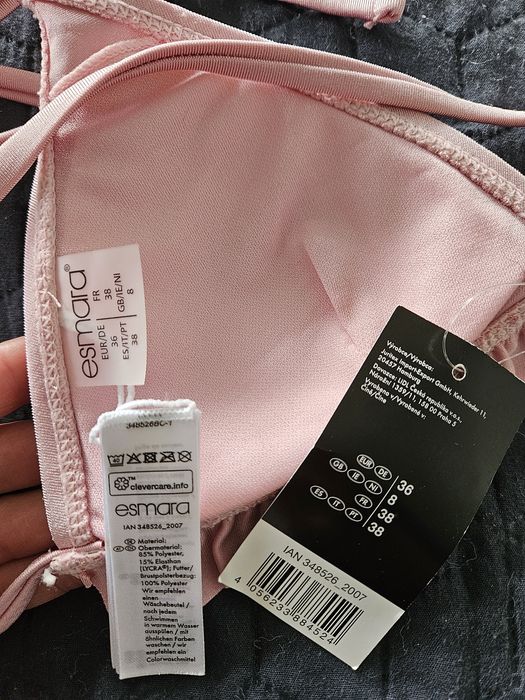 esmara®
EUR/DE FR
36 38
ES/IT/PT GB/IE/NI
38 8
348526BC-1
40
clevercare.info
esmara
IAN 348526_2007
DE Material:
Obermaterial:
85% Polyester,
15% Elasthan
(LYCRA®); Futter/
Brustpolsterbezug:
100% Polyester
Wir empfehlen
einen
Wäschebeutel /
nach jedem
Schwimmen
in warmem Wasser
ausspülen / mit
ähnlichen Farben
waschen / wir
empfehlen ein
Colorwaschmittel
Výrobce/Výrobca:
Juritex Import-Export GmbH, Kehrwieder 11,
20457 Hamburg
Dovozce: LIDL Česká republika v.o.s.,
Nárožní 1359/11, 158 00 Praha 5
Vyrobeno v/Vyrobené v:
Číně/Číne
EUR DE 36
GB IE NI 8
FR 38
ES IT PT 38
IAN 348526_2007
4 056233 884524